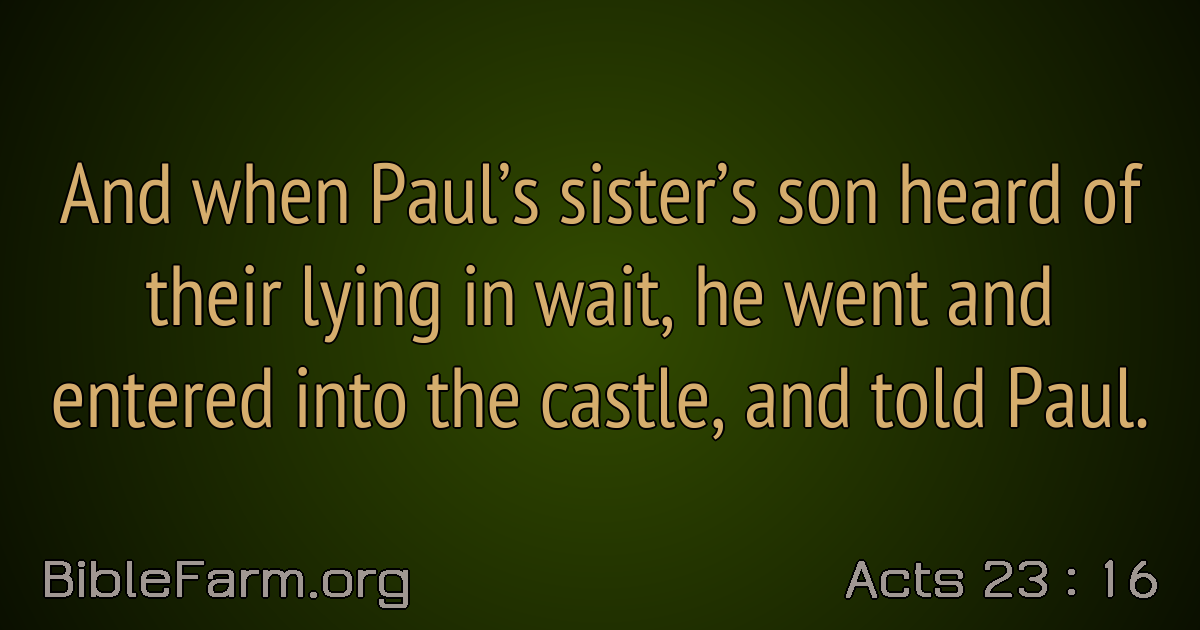 And when Paul’s sister’s son heard of
their lying in wait, he went and
entered into the castle, and told Paul.
BibleFarm.org
Acts 23 : 16